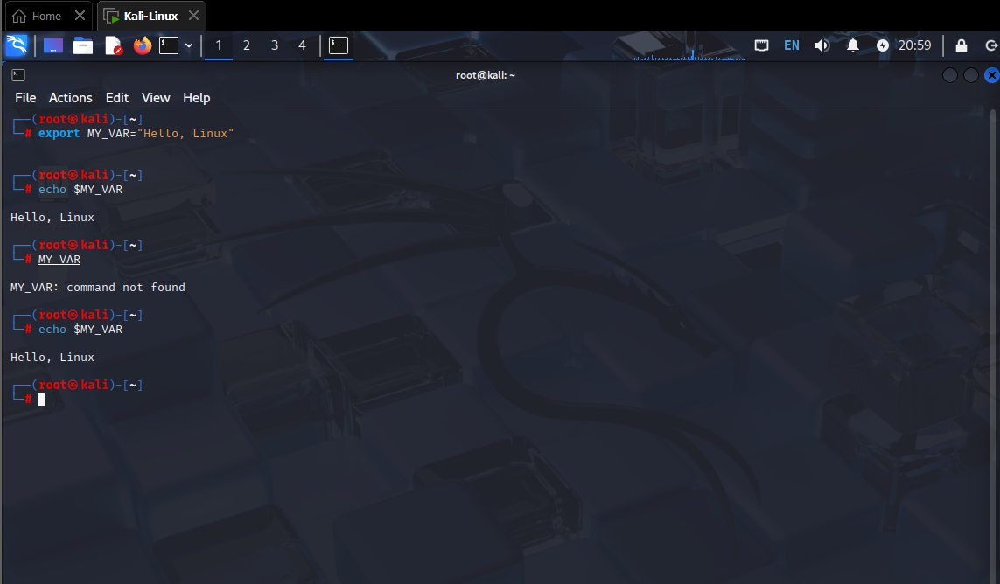 Home
Kali-Linux
1 2 3 4
EN
20:59
root@kali: ~
File Actions Edit View Help
┌──(root㉿kali)-[~]
└─# export MY_VAR="Hello, Linux"
┌──(root㉿kali)-[~]
└─# echo $MY_VAR
Hello, Linux
┌──(root㉿kali)-[~]
└─# MY_VAR
MY_VAR: command not found
┌──(root㉿kali)-[~]
└─# echo $MY_VAR
Hello, Linux
┌──(root㉿kali)-[~]
└─#